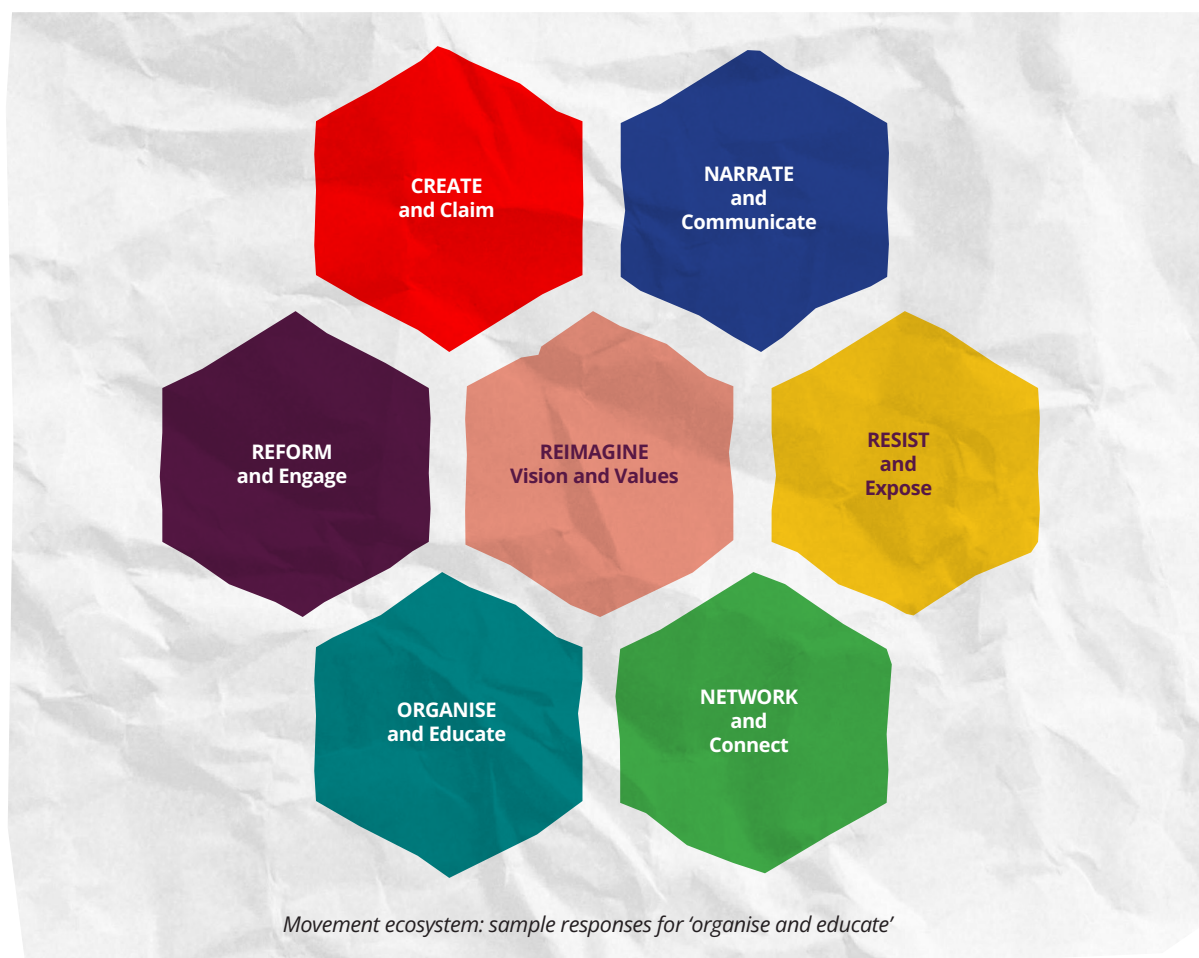 CREATE
and Claim
NARRATE
and
Communicate
REFORM
and Engage
REIMAGINE
Vision and Values
RESIST
and
Expose
ORGANISE
and Educate
NETWORK
and
Connect
Movement ecosystem: sample responses for ‘organise and educate’